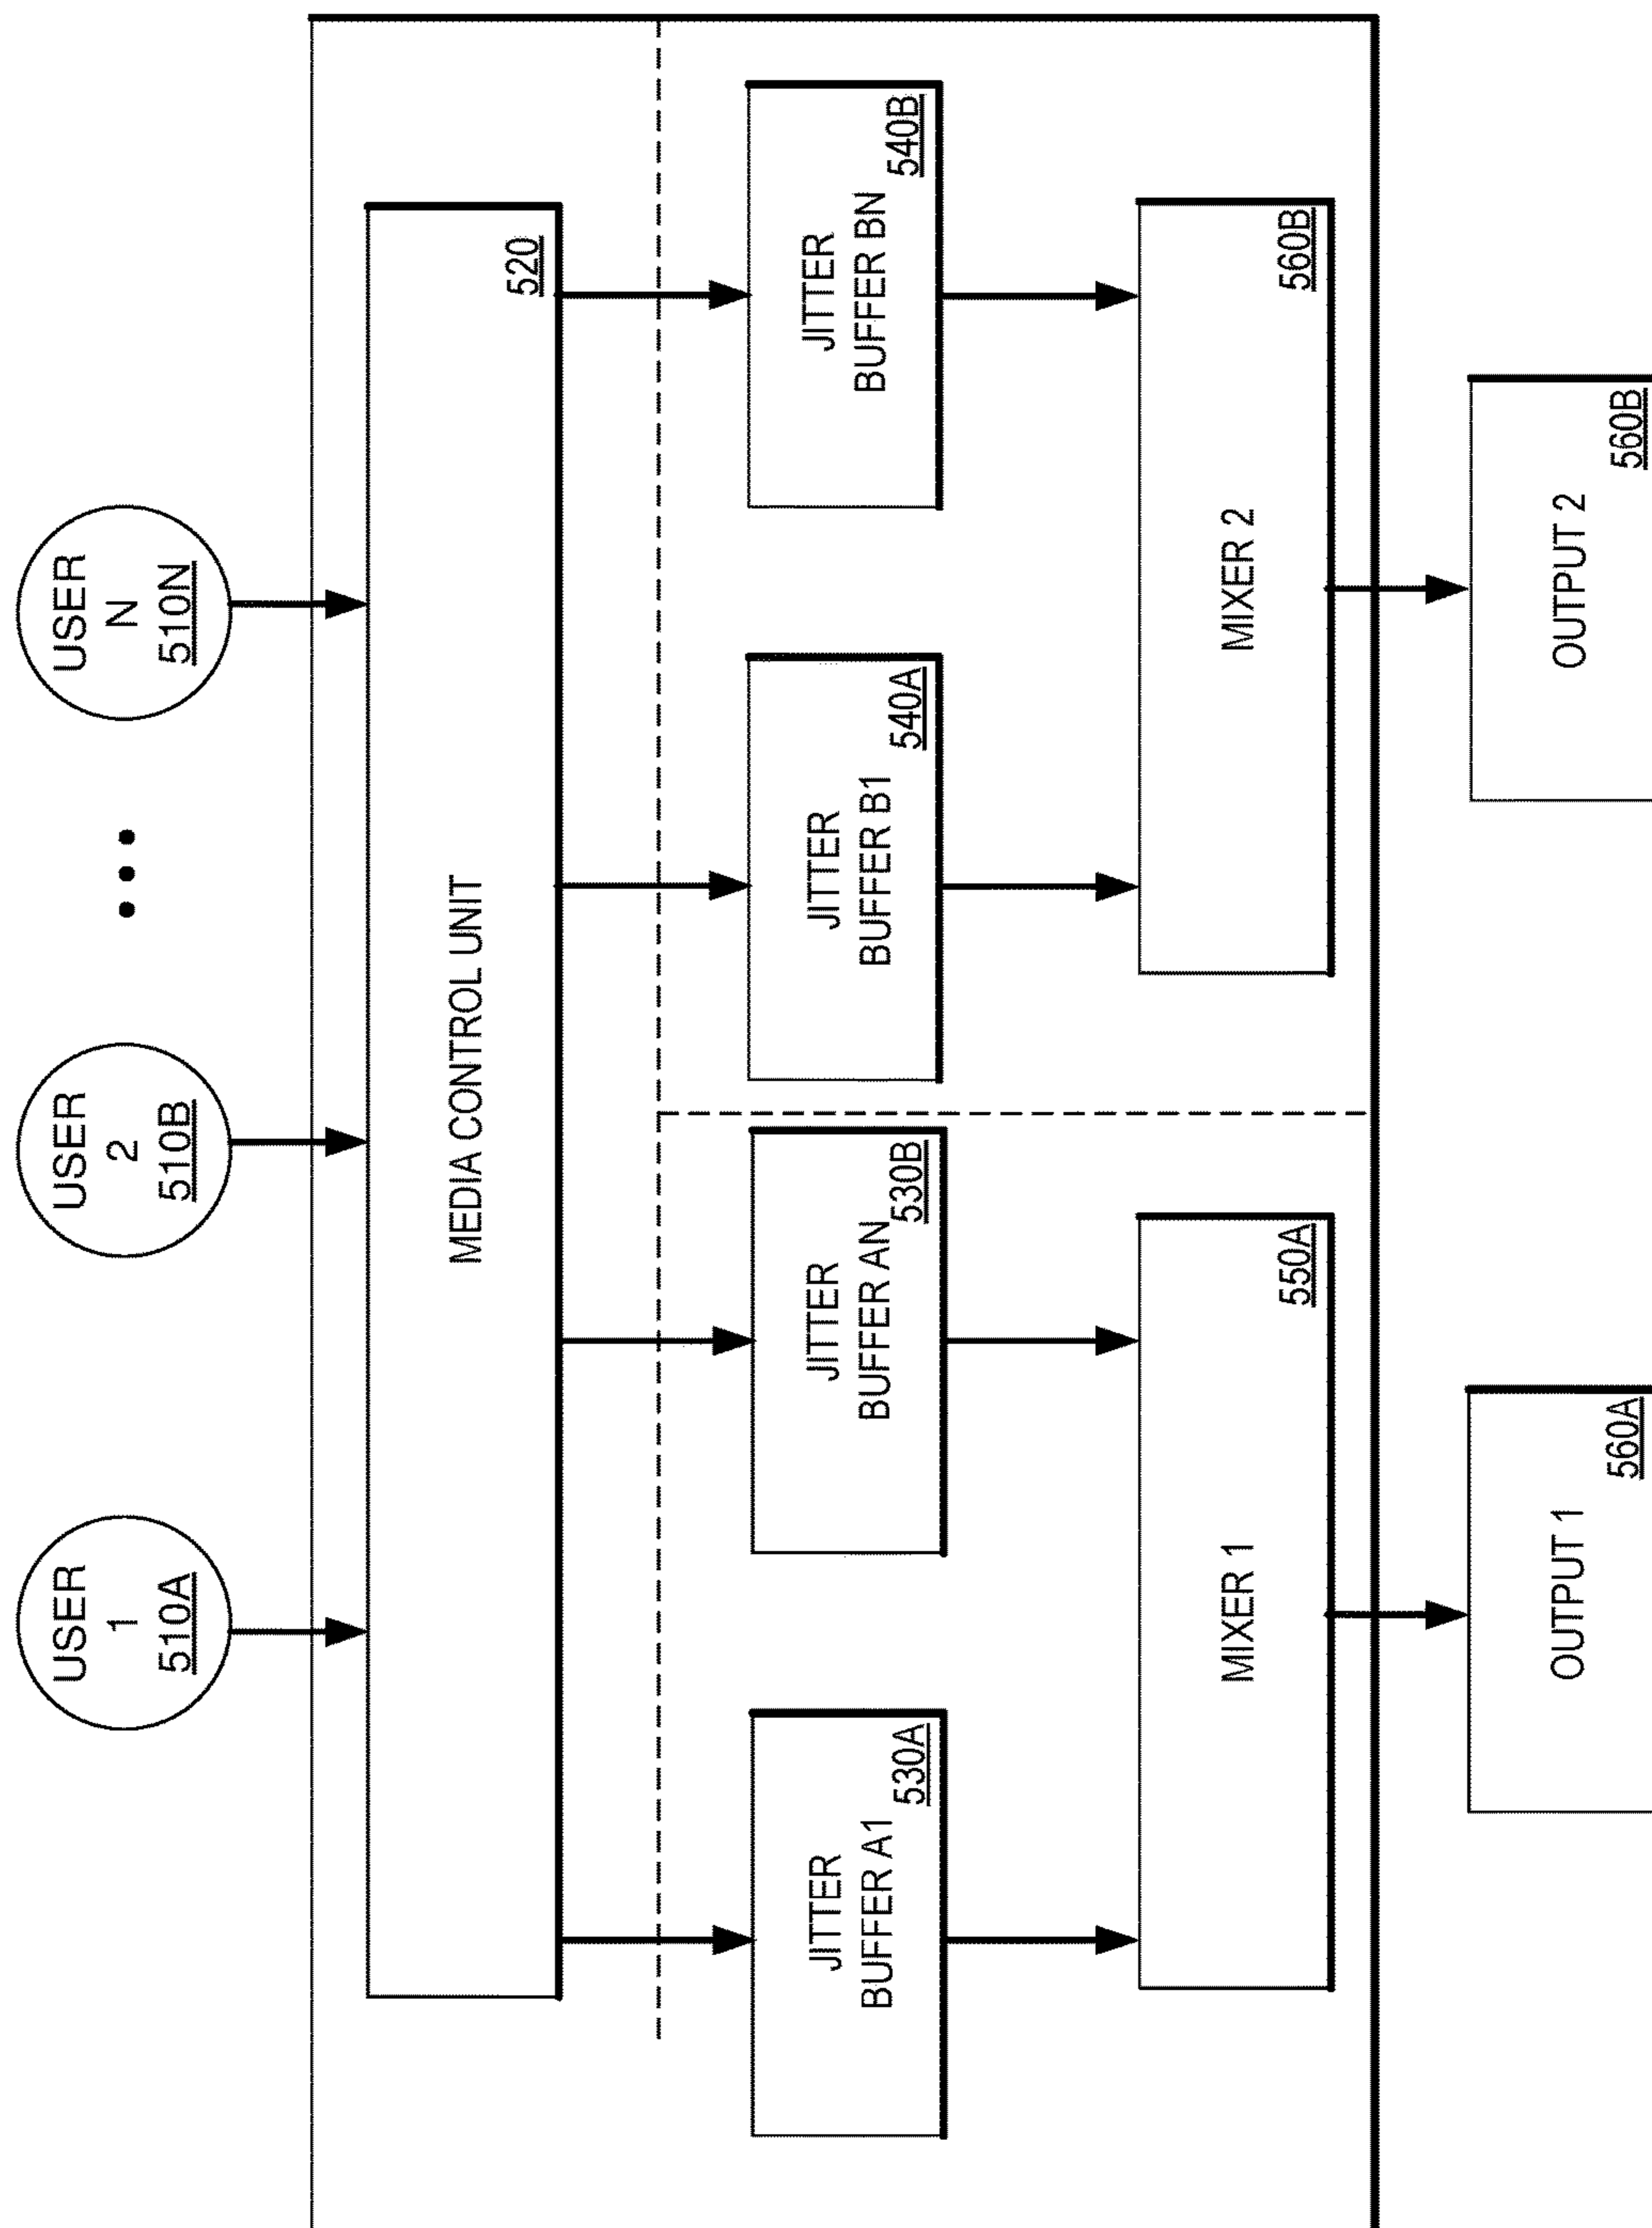 USER
1
510A
USER
2
510B
USER
N
510N
MEDIA CONTROL UNIT
520
JITTER
BUFFER A1
530A
JITTER
BUFFER AN
530B
JITTER
BUFFER B1
540A
JITTER
BUFFER BN
540B
MIXER 1
550A
MIXER 2
560B
OUTPUT 1
560A
OUTPUT 2
560B